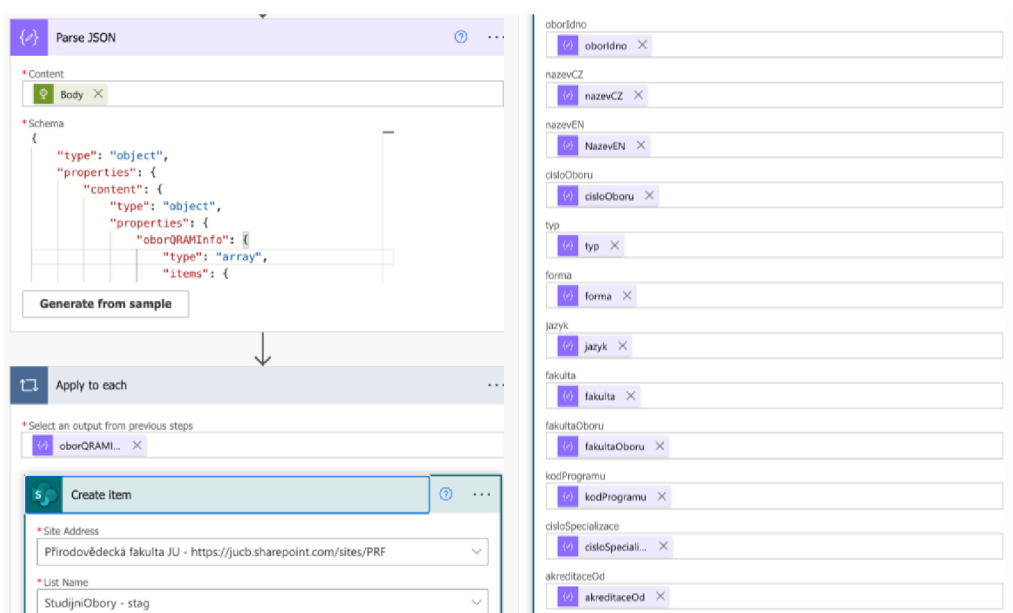 Parse JSON
* Content
Body
* Schema
{
"type": "object",
"properties": {
"content": {
"type": "object",
"properties": {
"oborQRAMInfo": {
"type": "array",
"items": {
Generate from sample
Apply to each
* Select an output from previous steps
oborQRAMI...
Create item
* Site Address
Přírodovědecká fakulta JU - https://jucb.sharepoint.com/sites/PRF
* List Name
StudijniObory - stag
oborIdno
oborIdno
nazevCZ
nazevCZ
nazevEN
NazevEN
cisloOboru
cisloOboru
typ
typ
forma
forma
jazyk
jazyk
fakulta
fakulta
fakultaOboru
fakultaOboru
kodProgramu
kodProgramu
cisloSpecializace
cisloSpeciali...
akreditaceOd
akreditaceOd